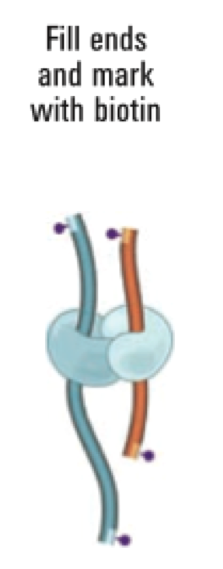 Fill ends
and mark
with biotin